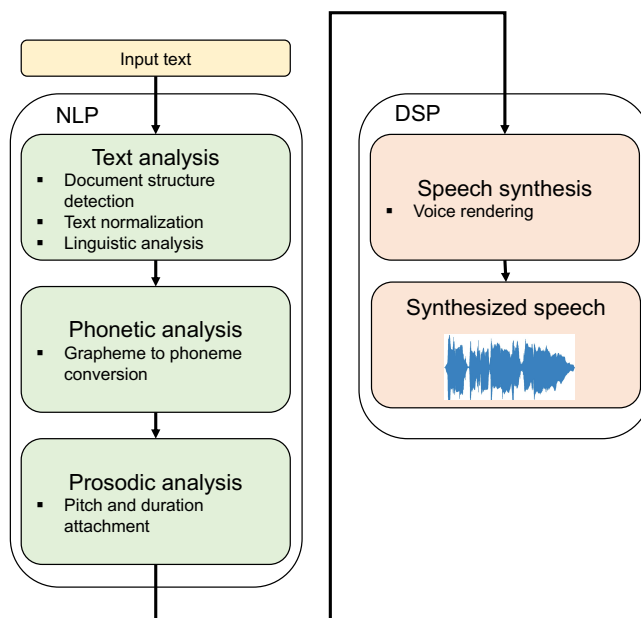 Input text
NLP
Text analysis
▪ Document structure
detection
▪ Text normalization
▪ Linguistic analysis
Phonetic analysis
▪ Grapheme to phoneme
conversion
Prosodic analysis
▪ Pitch and duration
attachment
DSP
Speech synthesis
▪ Voice rendering
Synthesized speech